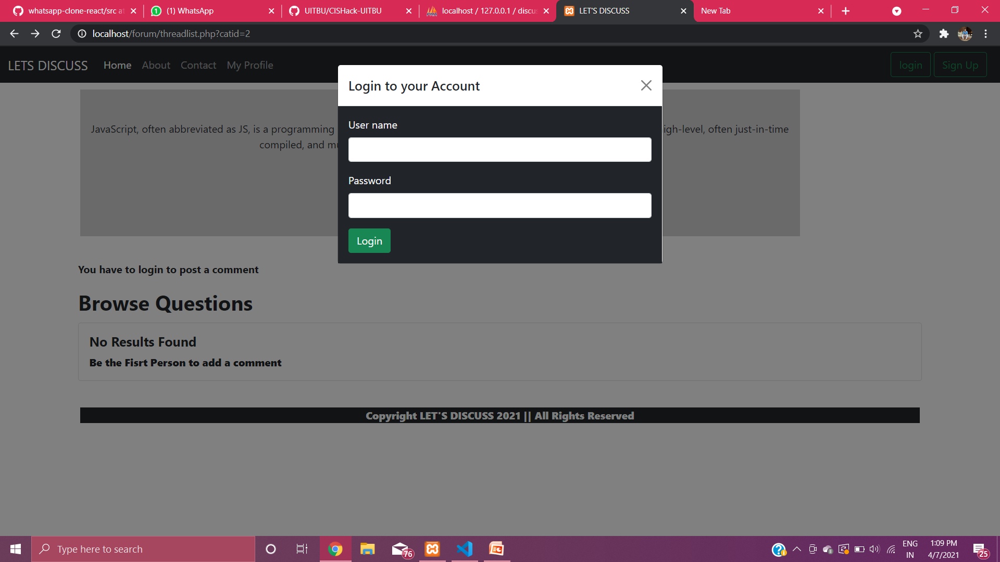 whatsapp-clone-react/src at
(1) WhatsApp
UITBU/CISHack-UITBU
localhost / 127.0.0.1 / discus
LET'S DISCUSS
New Tab
localhost/forum/threadlist.php?catid=2
LETS DISCUSS
Home
About
Contact
My Profile
login
Sign Up
Login to your Account
JavaScript, often abbreviated as JS, is a programming
igh-level, often just-in-time
compiled, and mu
User name
Password
Login
You have to login to post a comment
Browse Questions
No Results Found
Be the Fisrt Person to add a comment
Copyright LET'S DISCUSS 2021 || All Rights Reserved
Type here to search
76
ENG
IN
1:09 PM
4/7/2021
25